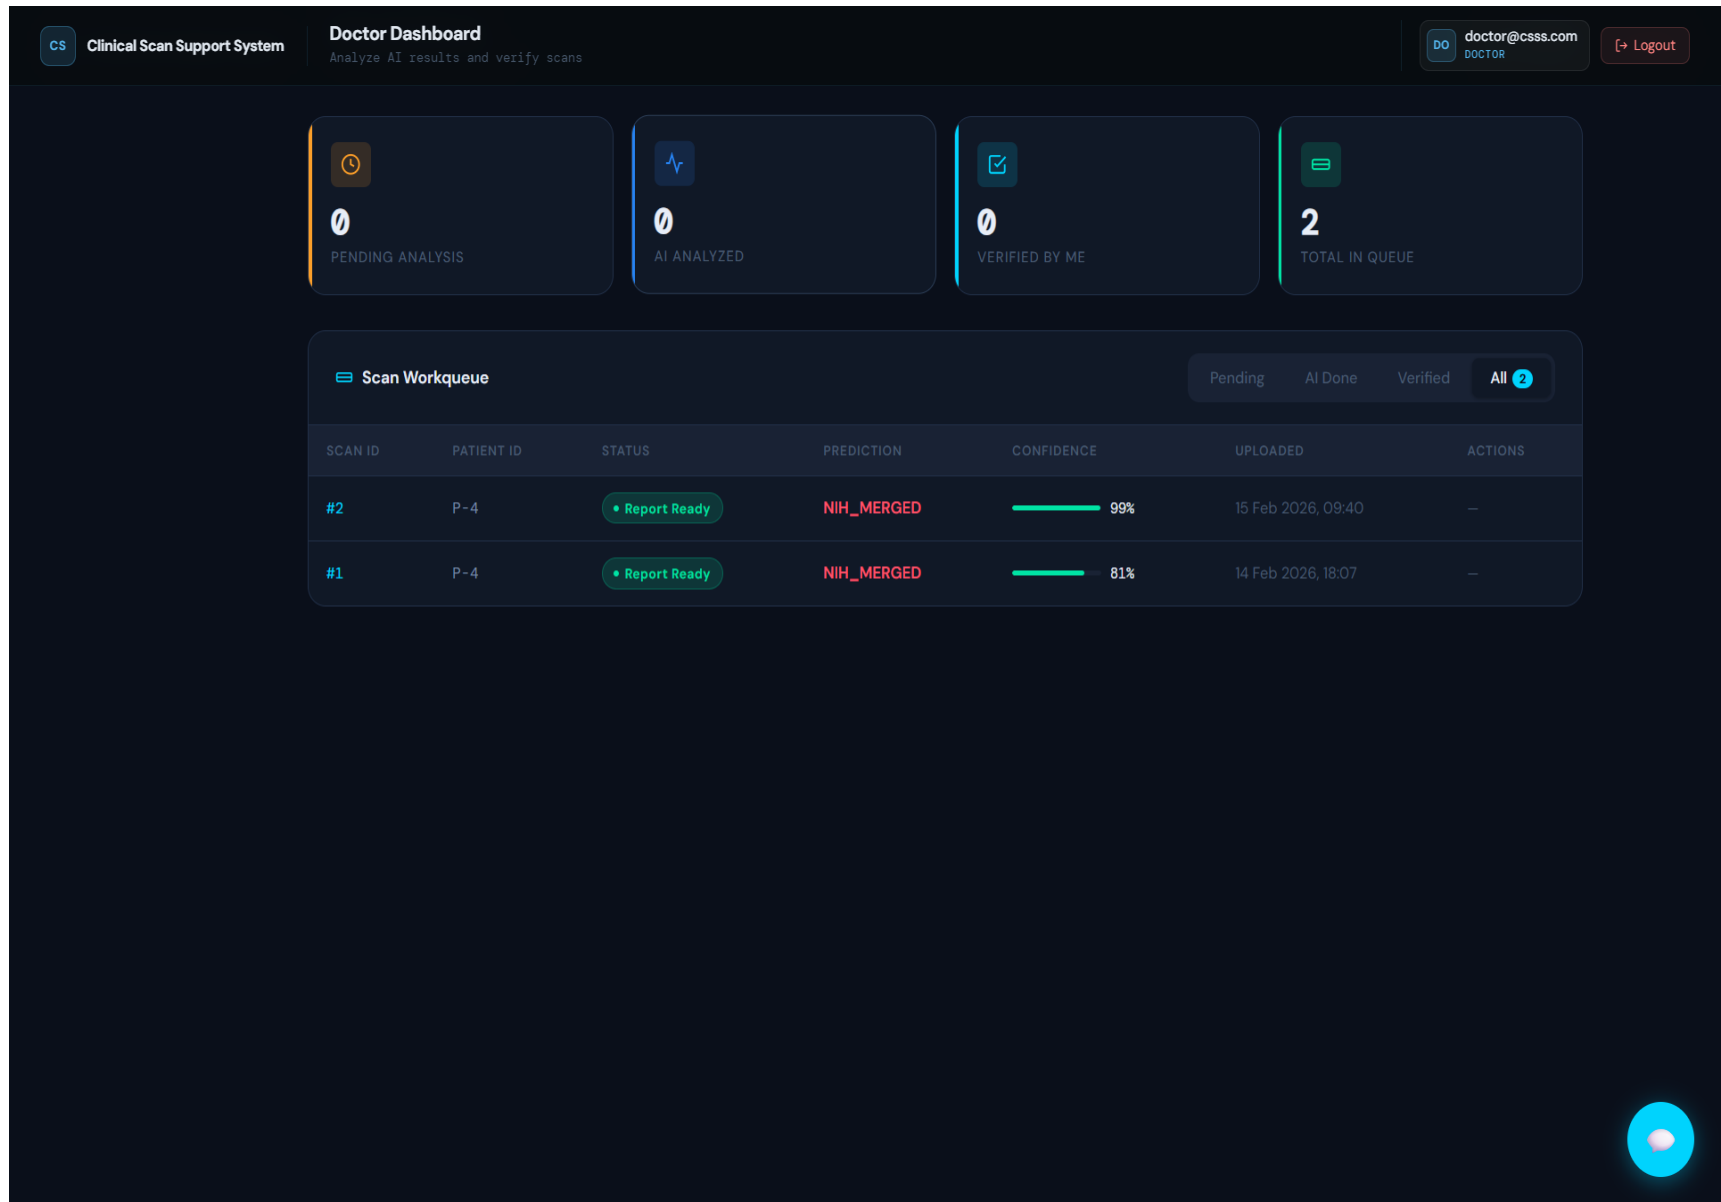 CS
Clinical Scan Support System
Doctor Dashboard
Analyze AI results and verify scans
DO
doctor@csss.com
DOCTOR
Logout
0
PENDING ANALYSIS
0
AI ANALYZED
0
VERIFIED BY ME
2
TOTAL IN QUEUE
Scan Workqueue
Pending AI Done Verified All 2
SCAN ID PATIENT ID STATUS PREDICTION CONFIDENCE UPLOADED ACTIONS
#2 P-4 Report Ready NIH_MERGED 99% 15 Feb 2026, 09:40 —
#1 P-4 Report Ready NIH_MERGED 81% 14 Feb 2026, 18:07 —